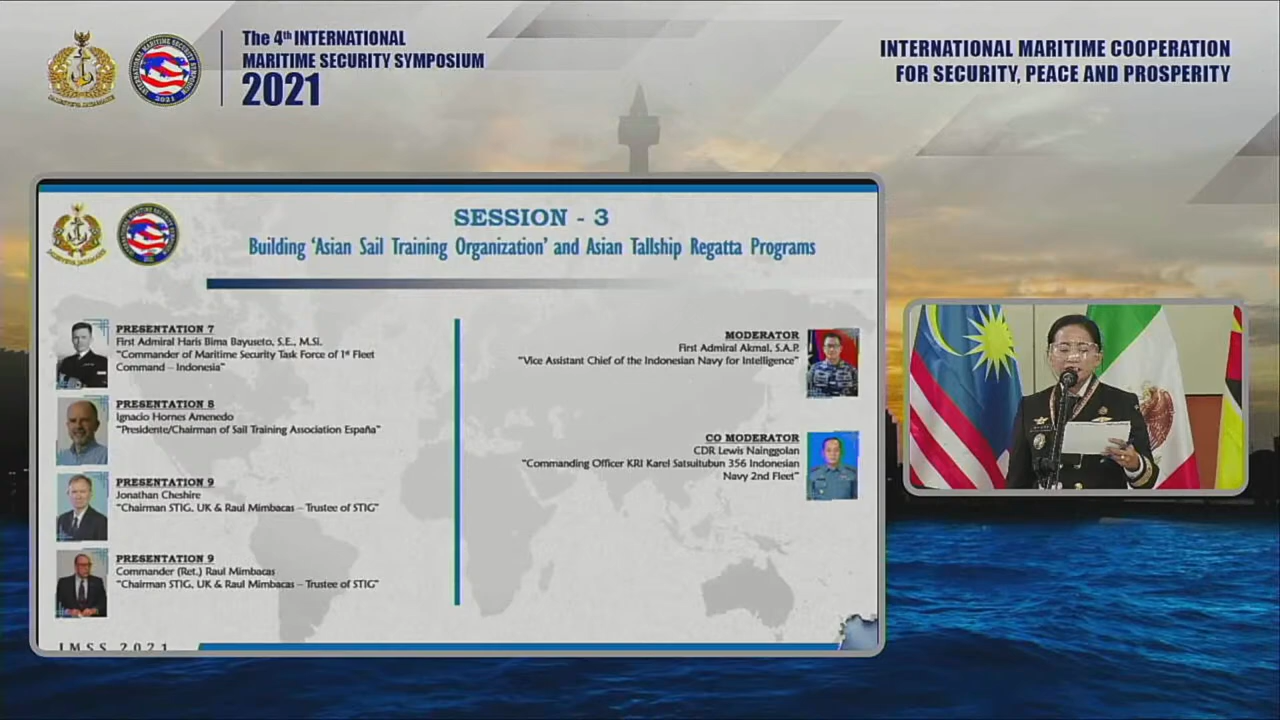 The 4th INTERNATIONAL
MARITIME SECURITY SYMPOSIUM
2021
INTERNATIONAL MARITIME COOPERATION
FOR SECURITY, PEACE AND PROSPERITY
SESSION - 3
Building 'Asian Sail Training Organization' and Asian Tallship Regatta Programs
PRESENTATION 7
First Admiral Haris Bima Bayuseto, S.E., M.Si.
"Commander of Maritime Security Task Force of 1st Fleet
Command – Indonesia"
PRESENTATION 8
Ignacio Hornes Amenedo
"Presidente/Chairman of Sail Training Association España"
PRESENTATION 9
Jonathan Cheshire
"Chairman STIG, UK & Raul Mimbacas – Trustee of STIG"
PRESENTATION 9
Commander (Ret.) Raul Mimbacas
"Chairman STIG, UK & Raul Mimbacas – Trustee of STIG"
MODERATOR
First Admiral Akmal, S.A.P.
"Vice Assistant Chief of the Indonesian Navy for Intelligence"
CO MODERATOR
CDR Lewis Nainggolan
"Commanding Officer KRI Karel Satsuitubun 356 Indonesian
Navy 2nd Fleet"
IMSS 2021